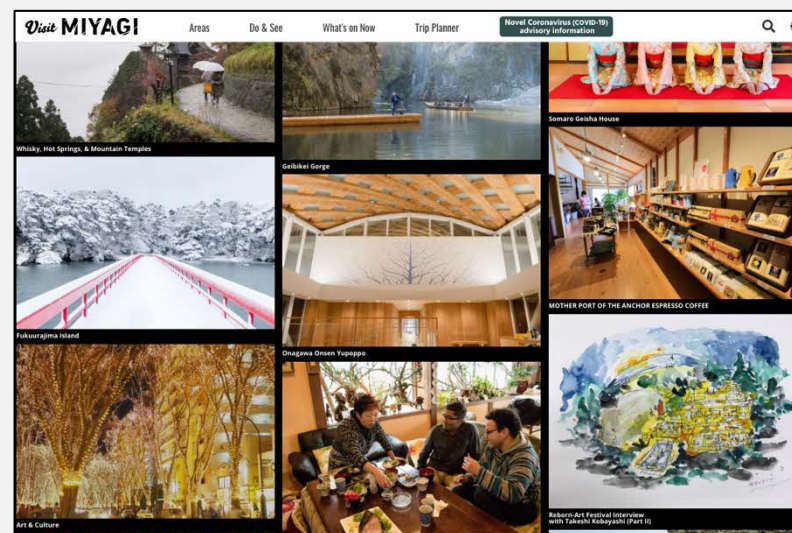 Visit MIYAGI
Areas
Do & See
What's on Now
Trip Planner
Novel Coronavirus (COVID-19)
advisory information
Whisky, Hot Springs, & Mountain Temples
Fukuurajima Island
Art & Culture
Geibikei Gorge
Onagawa Onsen Yupoppo
Somaro Geisha House
MOTHER PORT OF THE ANCHOR ESPRESSO COFFEE
Reborn-Art Festival Interview
with Takeshi Kobayashi (Part II)